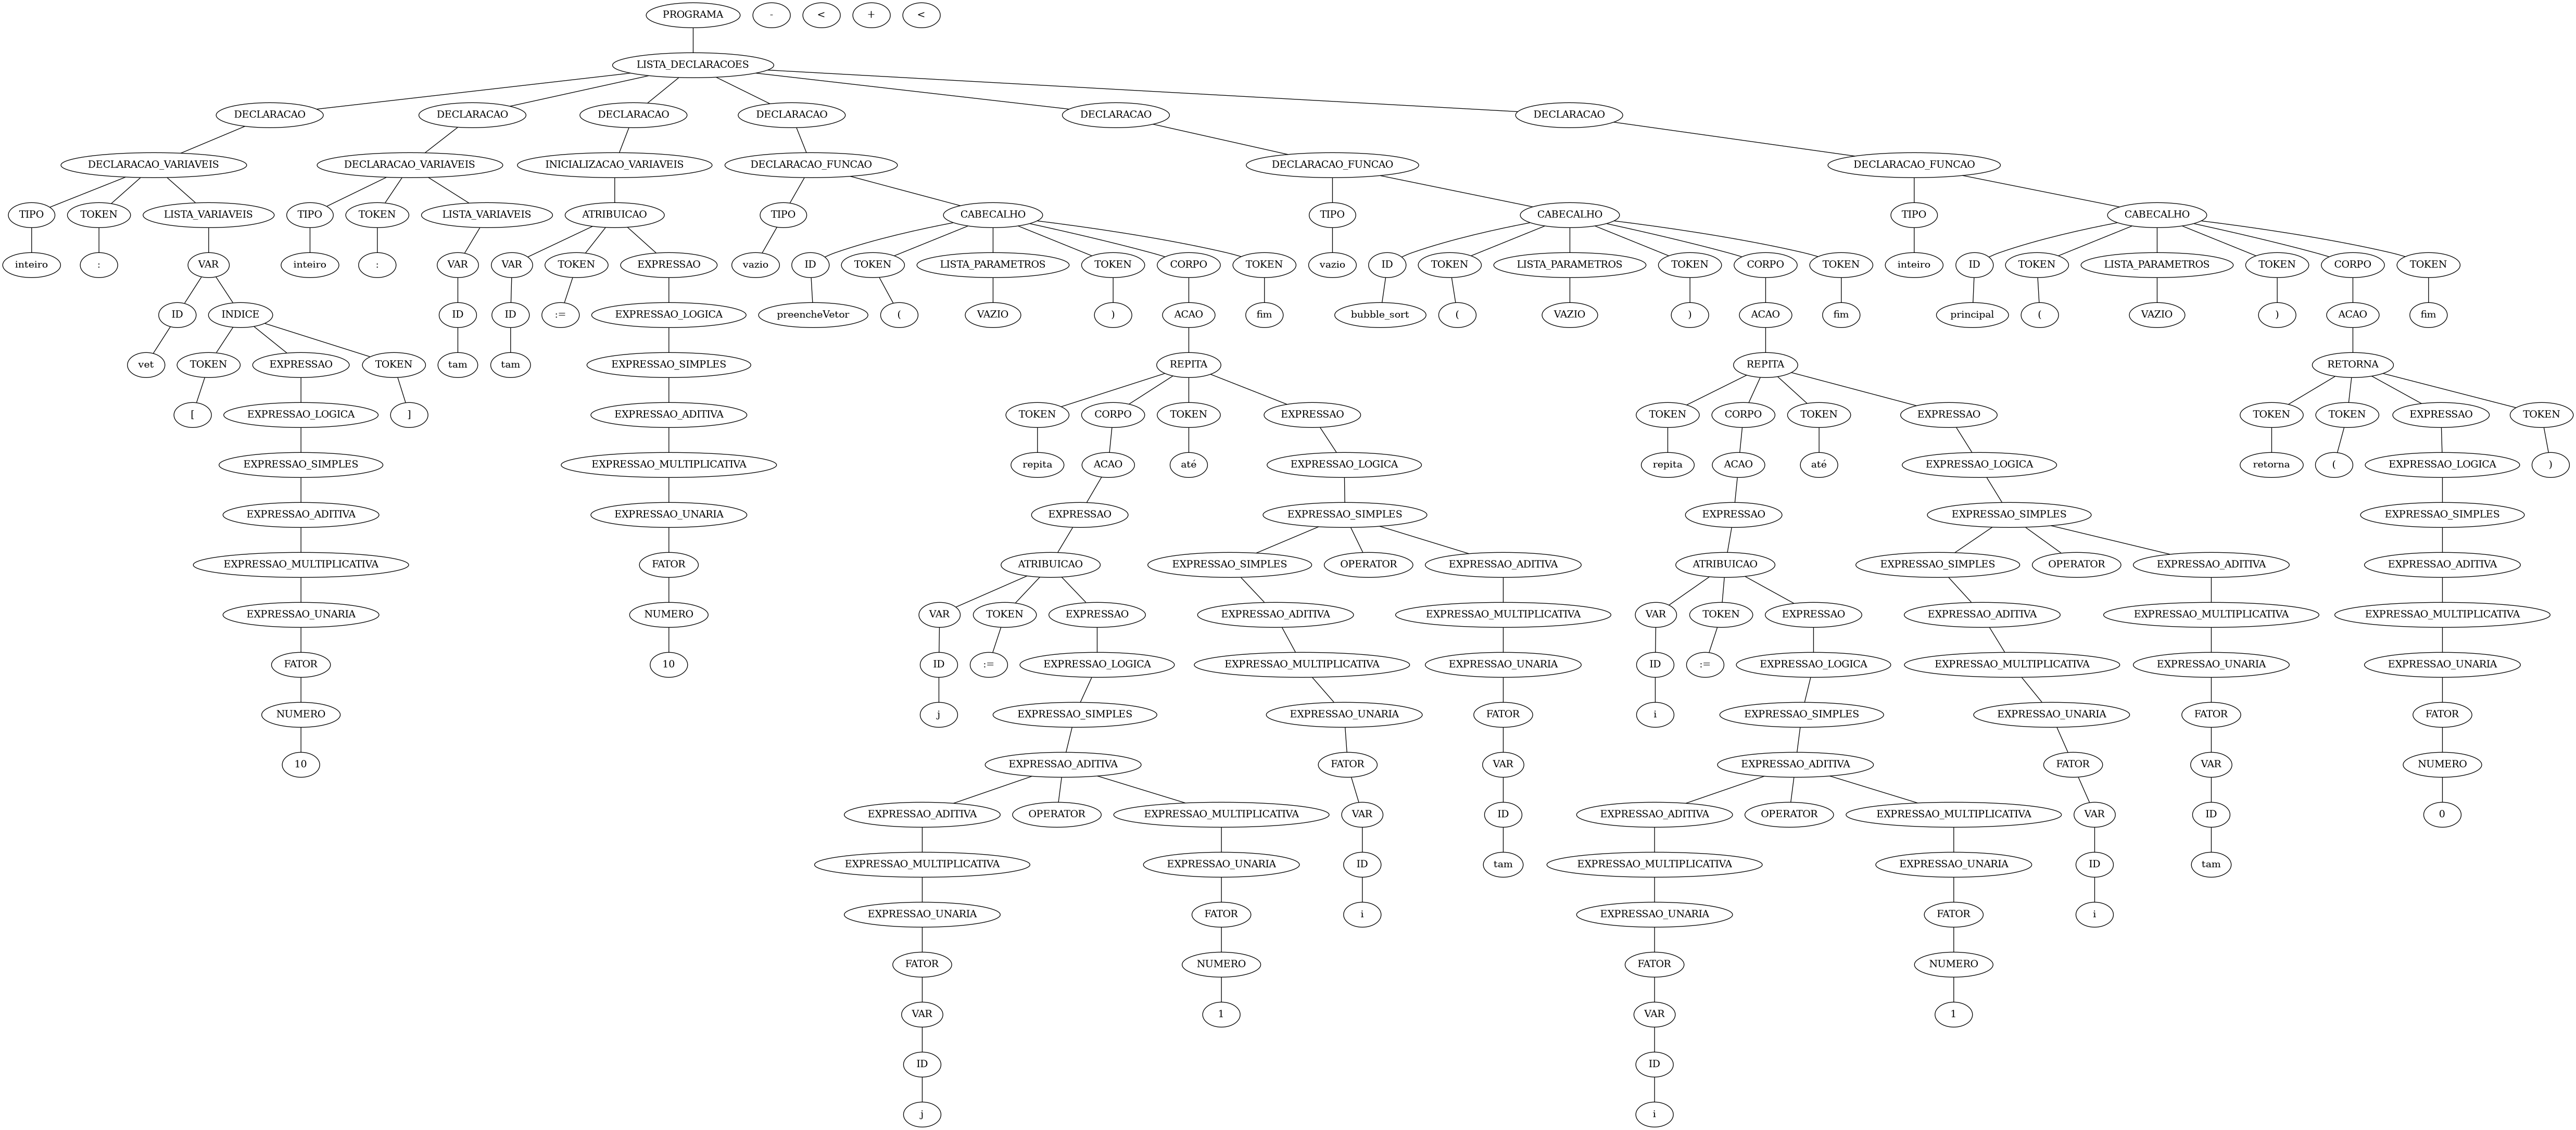 PROGRAMA - < + <
LISTA_DECLARACOES
DECLARACAO DECLARACAO DECLARACAO DECLARACAO DECLARACAO DECLARACAO
DECLARACAO_VARIAVEIS DECLARACAO_VARIAVEIS INICIALIZACAO_VARIAVEIS DECLARACAO_FUNCAO DECLARACAO_FUNCAO DECLARACAO_FUNCAO
TIPO TOKEN LISTA_VARIAVEIS TIPO TOKEN LISTA_VARIAVEIS ATRIBUICAO TIPO CABECALHO TIPO CABECALHO TIPO CABECALHO
inteiro : VAR inteiro : VAR VAR TOKEN EXPRESSAO vazio ID TOKEN LISTA_PARAMETROS TOKEN CORPO TOKEN vazio ID TOKEN LISTA_PARAMETROS TOKEN CORPO TOKEN inteiro ID TOKEN LISTA_PARAMETROS TOKEN CORPO TOKEN
ID INDICE ID ID := EXPRESSAO_LOGICA preencheVetor ( VAZIO ) ACAO fim bubble_sort ( VAZIO ) ACAO fim principal ( VAZIO ) ACAO fim
vet TOKEN EXPRESSAO TOKEN tam tam EXPRESSAO_SIMPLES REPITA REPITA RETORNA
[ EXPRESSAO_LOGICA ] EXPRESSAO_ADITIVA TOKEN CORPO TOKEN EXPRESSAO TOKEN CORPO TOKEN EXPRESSAO TOKEN TOKEN EXPRESSAO TOKEN
EXPRESSAO_SIMPLES EXPRESSAO_MULTIPLICATIVA repita ACAO até EXPRESSAO_LOGICA repita ACAO até EXPRESSAO_LOGICA retorna ( EXPRESSAO_LOGICA )
EXPRESSAO_ADITIVA EXPRESSAO_UNARIA EXPRESSAO EXPRESSAO_SIMPLES EXPRESSAO EXPRESSAO_SIMPLES EXPRESSAO_SIMPLES
EXPRESSAO_MULTIPLICATIVA FATOR ATRIBUICAO EXPRESSAO_SIMPLES OPERATOR EXPRESSAO_ADITIVA ATRIBUICAO EXPRESSAO_SIMPLES OPERATOR EXPRESSAO_ADITIVA EXPRESSAO_ADITIVA
EXPRESSAO_UNARIA NUMERO VAR TOKEN EXPRESSAO EXPRESSAO_ADITIVA EXPRESSAO_MULTIPLICATIVA VAR TOKEN EXPRESSAO EXPRESSAO_ADITIVA EXPRESSAO_MULTIPLICATIVA EXPRESSAO_MULTIPLICATIVA
FATOR 10 ID := EXPRESSAO_LOGICA EXPRESSAO_MULTIPLICATIVA EXPRESSAO_UNARIA ID := EXPRESSAO_LOGICA EXPRESSAO_MULTIPLICATIVA EXPRESSAO_UNARIA EXPRESSAO_UNARIA
NUMERO j EXPRESSAO_SIMPLES EXPRESSAO_UNARIA FATOR i EXPRESSAO_SIMPLES EXPRESSAO_UNARIA FATOR FATOR
10 EXPRESSAO_ADITIVA FATOR VAR EXPRESSAO_ADITIVA FATOR VAR NUMERO
EXPRESSAO_ADITIVA OPERATOR EXPRESSAO_MULTIPLICATIVA VAR ID EXPRESSAO_ADITIVA OPERATOR EXPRESSAO_MULTIPLICATIVA VAR ID 0
EXPRESSAO_MULTIPLICATIVA EXPRESSAO_UNARIA ID tam EXPRESSAO_MULTIPLICATIVA EXPRESSAO_UNARIA ID tam
EXPRESSAO_UNARIA FATOR i EXPRESSAO_UNARIA FATOR i
FATOR NUMERO FATOR NUMERO
VAR 1 VAR 1
ID ID
j i